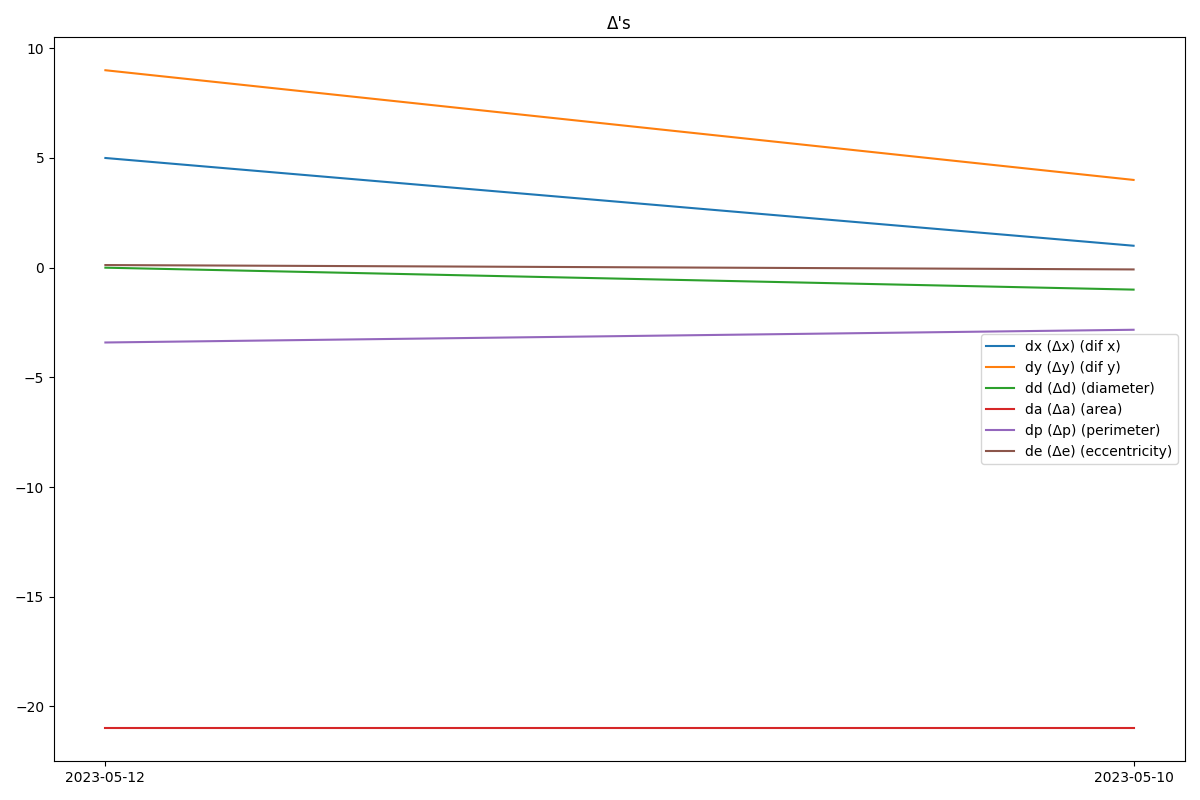 Δ's
10
5
0
−5
−10
−15
−20
dx (Δx) (dif x)
dy (Δy) (dif y)
dd (Δd) (diameter)
da (Δa) (area)
dp (Δp) (perimeter)
de (Δe) (eccentricity)
2023-05-12 2023-05-10